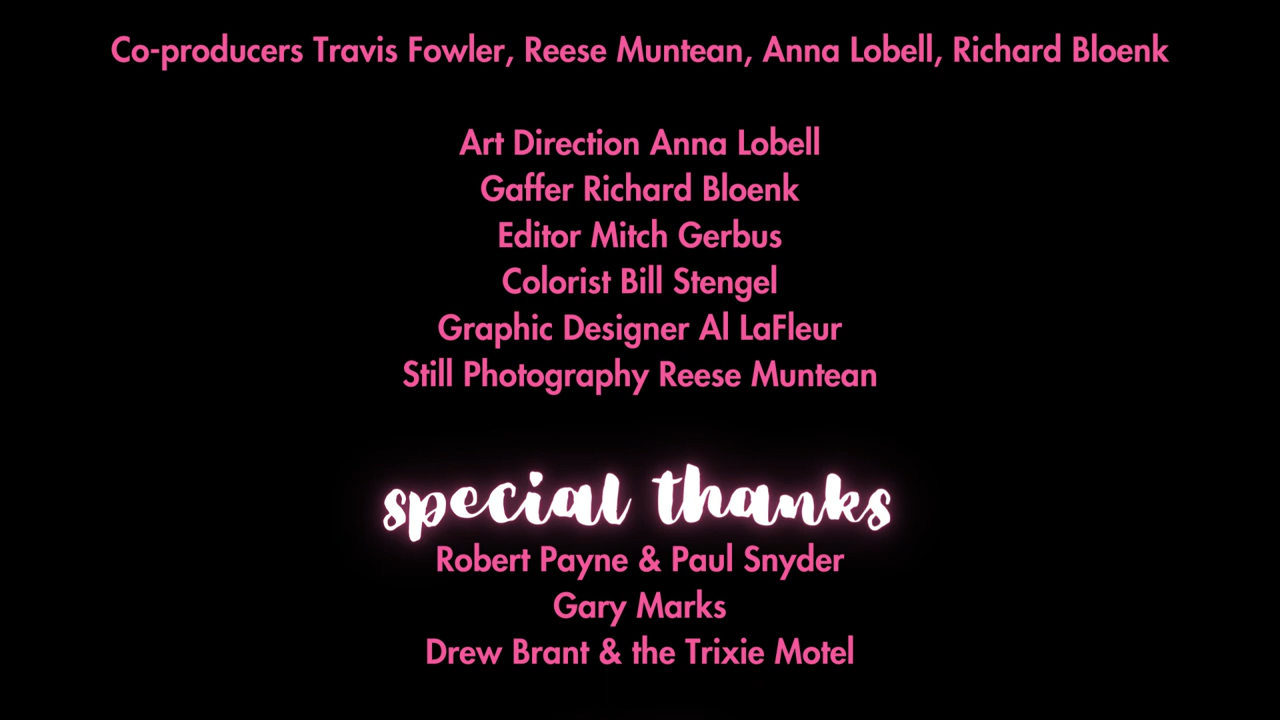 Co-producers Travis Fowler, Reese Muntean, Anna Lobell, Richard Bloenk
Art Direction Anna Lobell
Gaffer Richard Bloenk
Editor Mitch Gerbus
Colorist Bill Stengel
Graphic Designer Al LaFleur
Still Photography Reese Muntean
special thanks
Robert Payne & Paul Snyder
Gary Marks
Drew Brant & the Trixie Motel